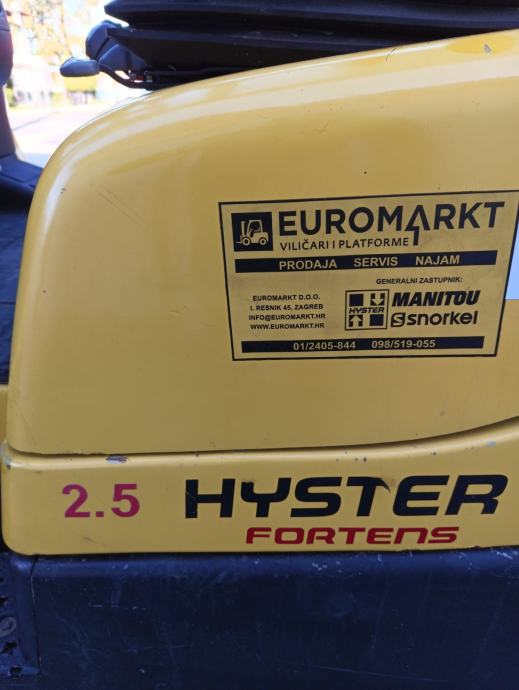 EUROMARKT
VILIČARI I PLATFORME
PRODAJA SERVIS NAJAM
GENERALNI ZASTUPNIK:
EUROMARKT D.O.O.
I. RESNIK 45, ZAGREB
INFO@EUROMARKT.HR
WWW.EUROMARKT.HR
HYSTER
MANITOU
snorkel
01/2405-844 098/519-055
2.5 HYSTER
FORTENS